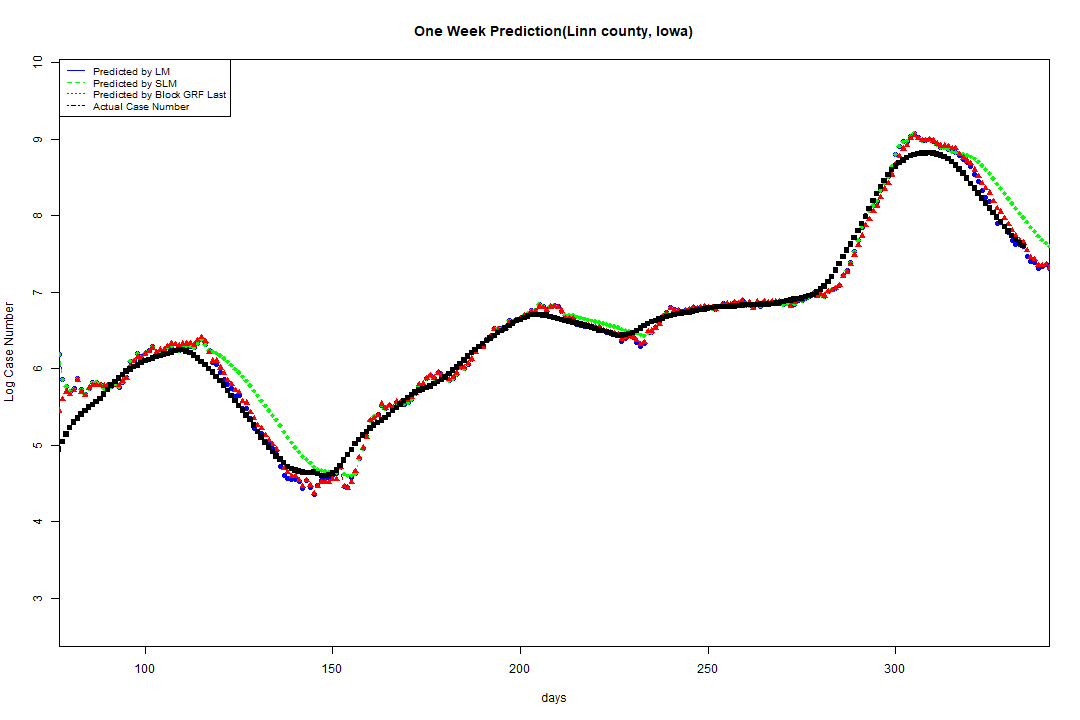 One Week Prediction(Linn county, Iowa)
Predicted by LM
Predicted by SLM
Predicted by Block GRF Last
Actual Case Number
10
9
8
7
6
5
4
3
Log Case Number
100 150 200 250 300
days